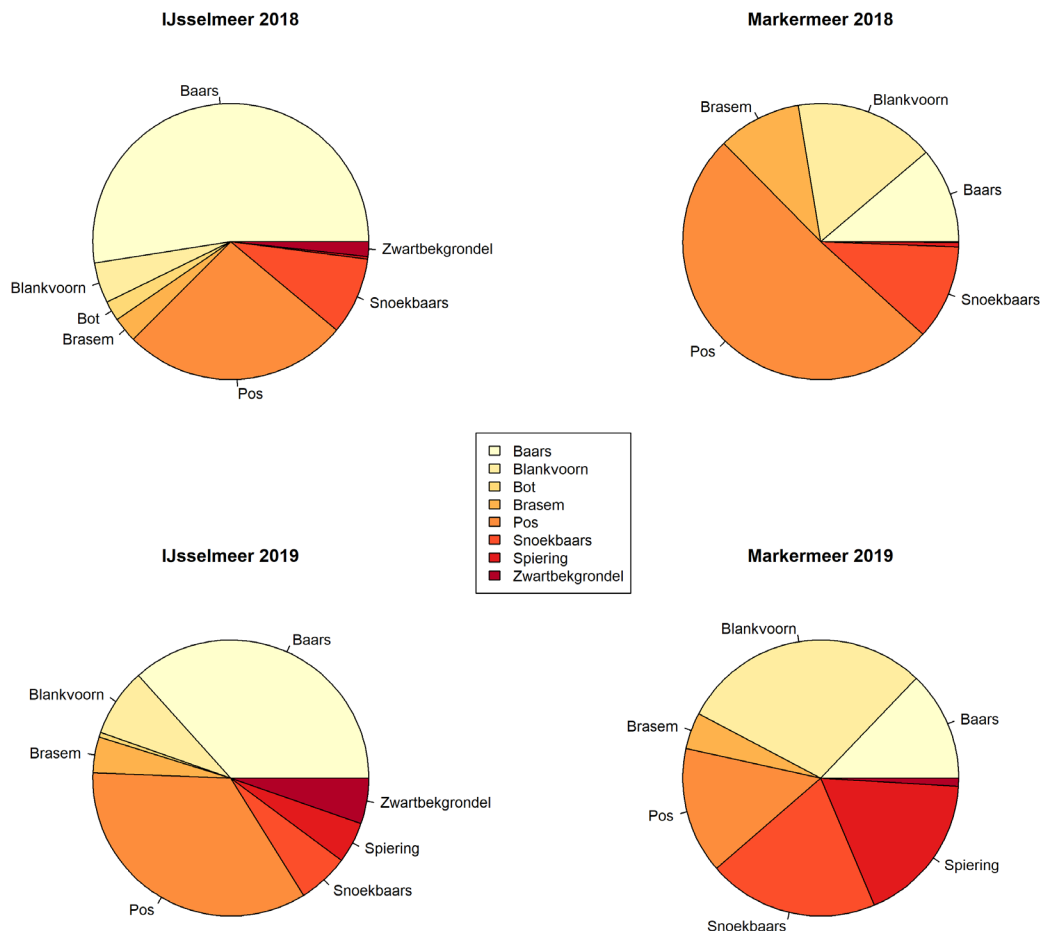 IJsselmeer 2018
Baars
Blankvoorn
Bot
Brasem
Pos
Snoekbaars
Zwartbekgrondel
Markermeer 2018
Brasem
Blankvoorn
Baars
Snoekbaars
Pos
Baars
Blankvoorn
Bot
Brasem
Pos
Snoekbaars
Spiering
Zwartbekgrondel
IJsselmeer 2019
Baars
Blankvoorn
Brasem
Pos
Snoekbaars
Spiering
Zwartbekgrondel
Markermeer 2019
Blankvoorn
Baars
Brasem
Pos
Snoekbaars
Spiering